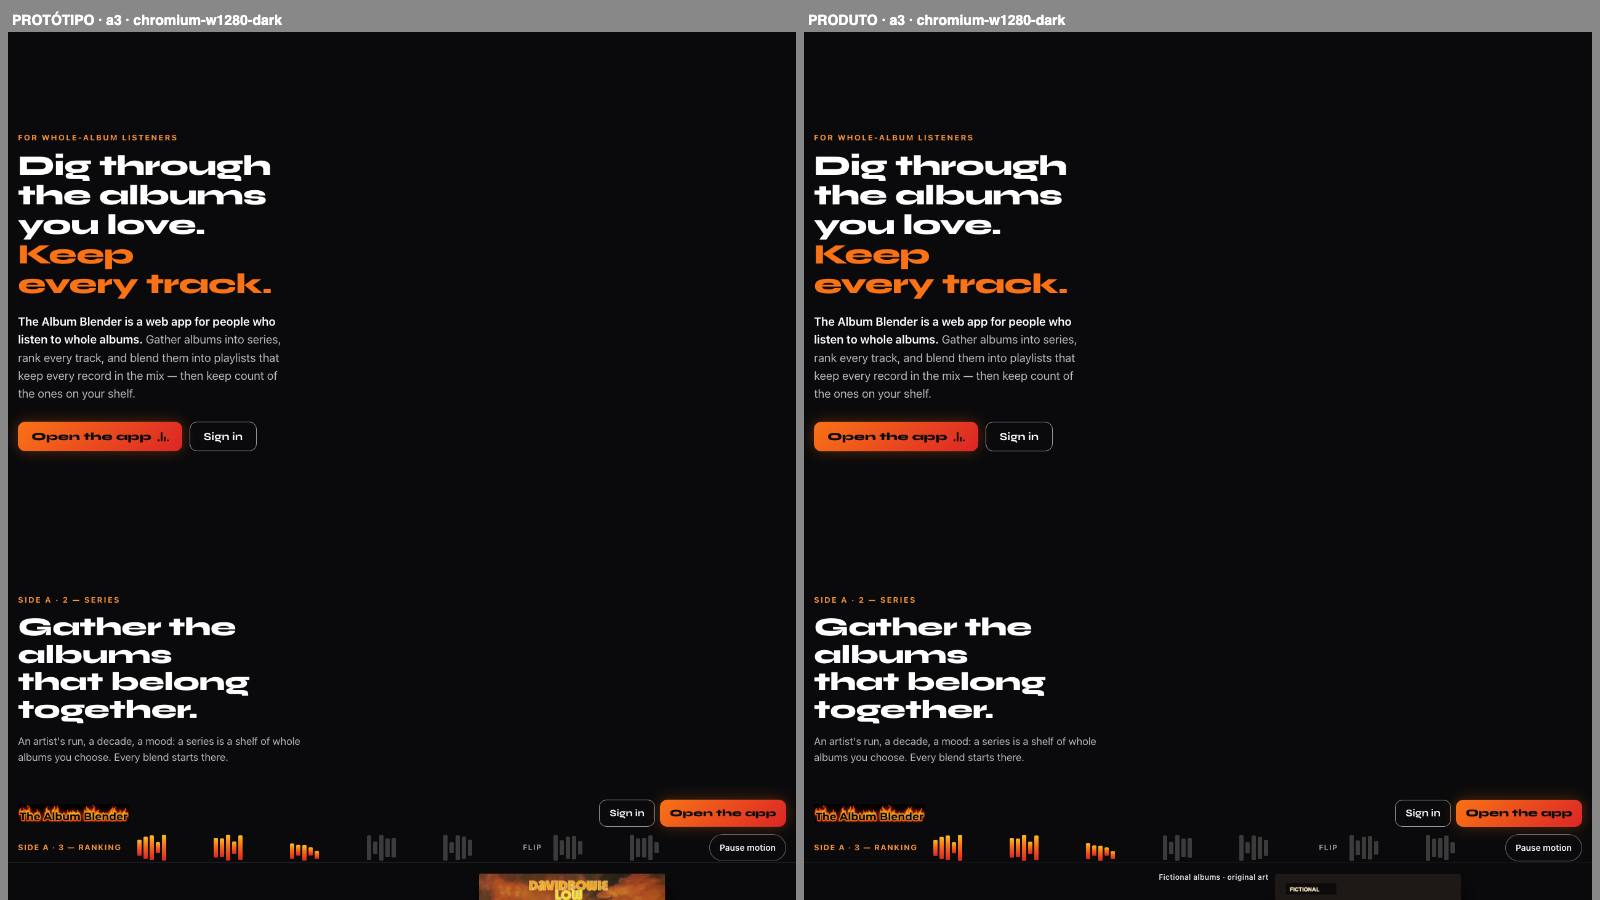 PROTÓTIPO · a3 · chromium-w1280-dark
FOR WHOLE-ALBUM LISTENERS
Dig through
the albums
you love.
Keep
every track.
The Album Blender is a web app for people who
listen to whole albums. Gather albums into series,
rank every track, and blend them into playlists that
keep every record in the mix — then keep count of
the ones on your shelf.
Open the app
Sign in
SIDE A · 2 — SERIES
Gather the
albums
that belong
together.
An artist's run, a decade, a mood: a series is a shelf of whole
albums you choose. Every blend starts there.
The Album Blender
Sign in
Open the app
SIDE A · 3 — RANKING
FLIP
Pause motion
DAVID BOWIE
LOW
PRODUTO · a3 · chromium-w1280-dark
FOR WHOLE-ALBUM LISTENERS
Dig through
the albums
you love.
Keep
every track.
The Album Blender is a web app for people who
listen to whole albums. Gather albums into series,
rank every track, and blend them into playlists that
keep every record in the mix — then keep count of
the ones on your shelf.
Open the app
Sign in
SIDE A · 2 — SERIES
Gather the
albums
that belong
together.
An artist's run, a decade, a mood: a series is a shelf of whole
albums you choose. Every blend starts there.
The Album Blender
Sign in
Open the app
SIDE A · 3 — RANKING
FLIP
Pause motion
Fictional albums · original art
FICTIONAL